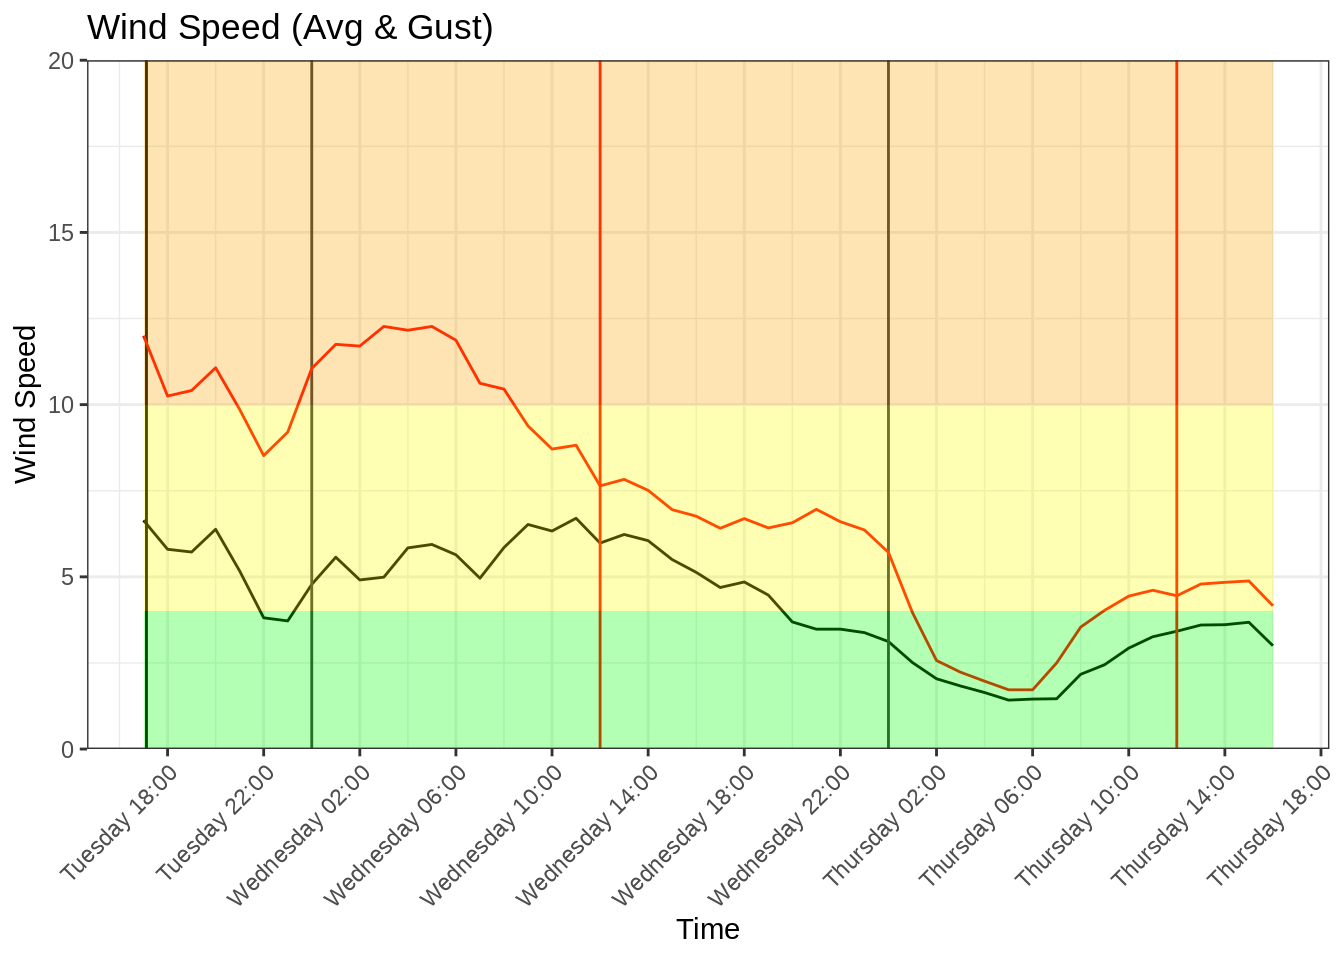 Wind Speed (Avg & Gust)
Wind Speed
20
15
10
5
0
Tuesday 18:00
Tuesday 22:00
Wednesday 02:00
Wednesday 06:00
Wednesday 10:00
Wednesday 14:00
Wednesday 18:00
Wednesday 22:00
Thursday 02:00
Thursday 06:00
Thursday 10:00
Thursday 14:00
Thursday 18:00
Time